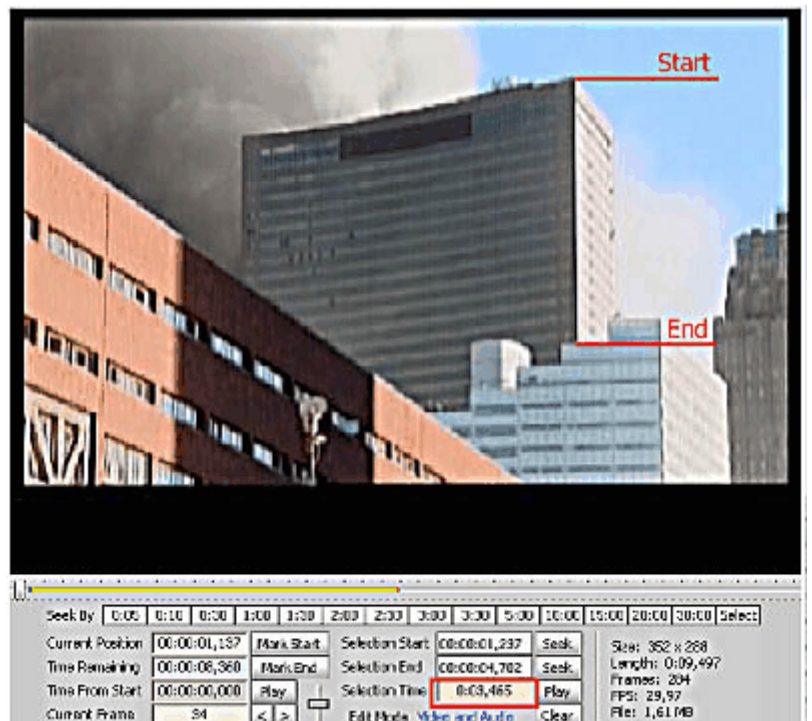 Start
End
Seek By 0:05 0:10 0:30 1:00 1:30 2:00 2:30 3:00 3:30 5:00 10:00 15:00 20:00 30:00 Select
Current Position 00:00:01,137 Mark Start Selection Start 00:00:01,237 Seek
Size: 352 x 288
Time Remaining 00:00:08,360 Mark End Selection End 00:00:04,702 Seek
Length: 0:09,497
Frames: 284
Time From Start 00:00:00,000 Play Selection Time 0:03,465 Play
FPS: 29,97
Current Frame 34 < > Edit Mode Video and Audio Clear
File: 1,61 MB